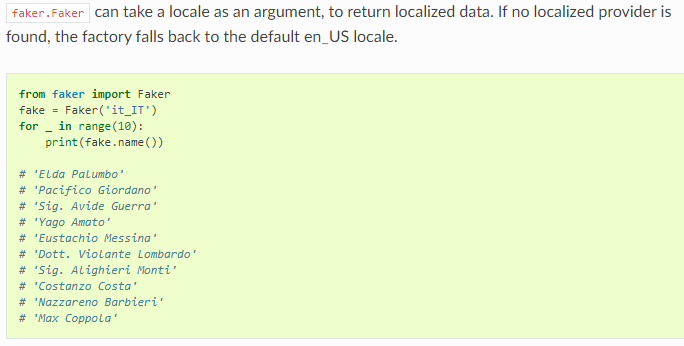 faker.Faker can take a locale as an argument, to return localized data. If no localized provider is
found, the factory falls back to the default en_US locale.
from faker import Faker
fake = Faker('it_IT')
for _ in range(10):
    print(fake.name())
# 'Elda Palumbo'
# 'Pacifico Giordano'
# 'Sig. Avide Guerra'
# 'Yago Amato'
# 'Eustachio Messina'
# 'Dott. Violante Lombardo'
# 'Sig. Alighieri Monti'
# 'Costanzo Costa'
# 'Nazzareno Barbieri'
# 'Max Coppola'